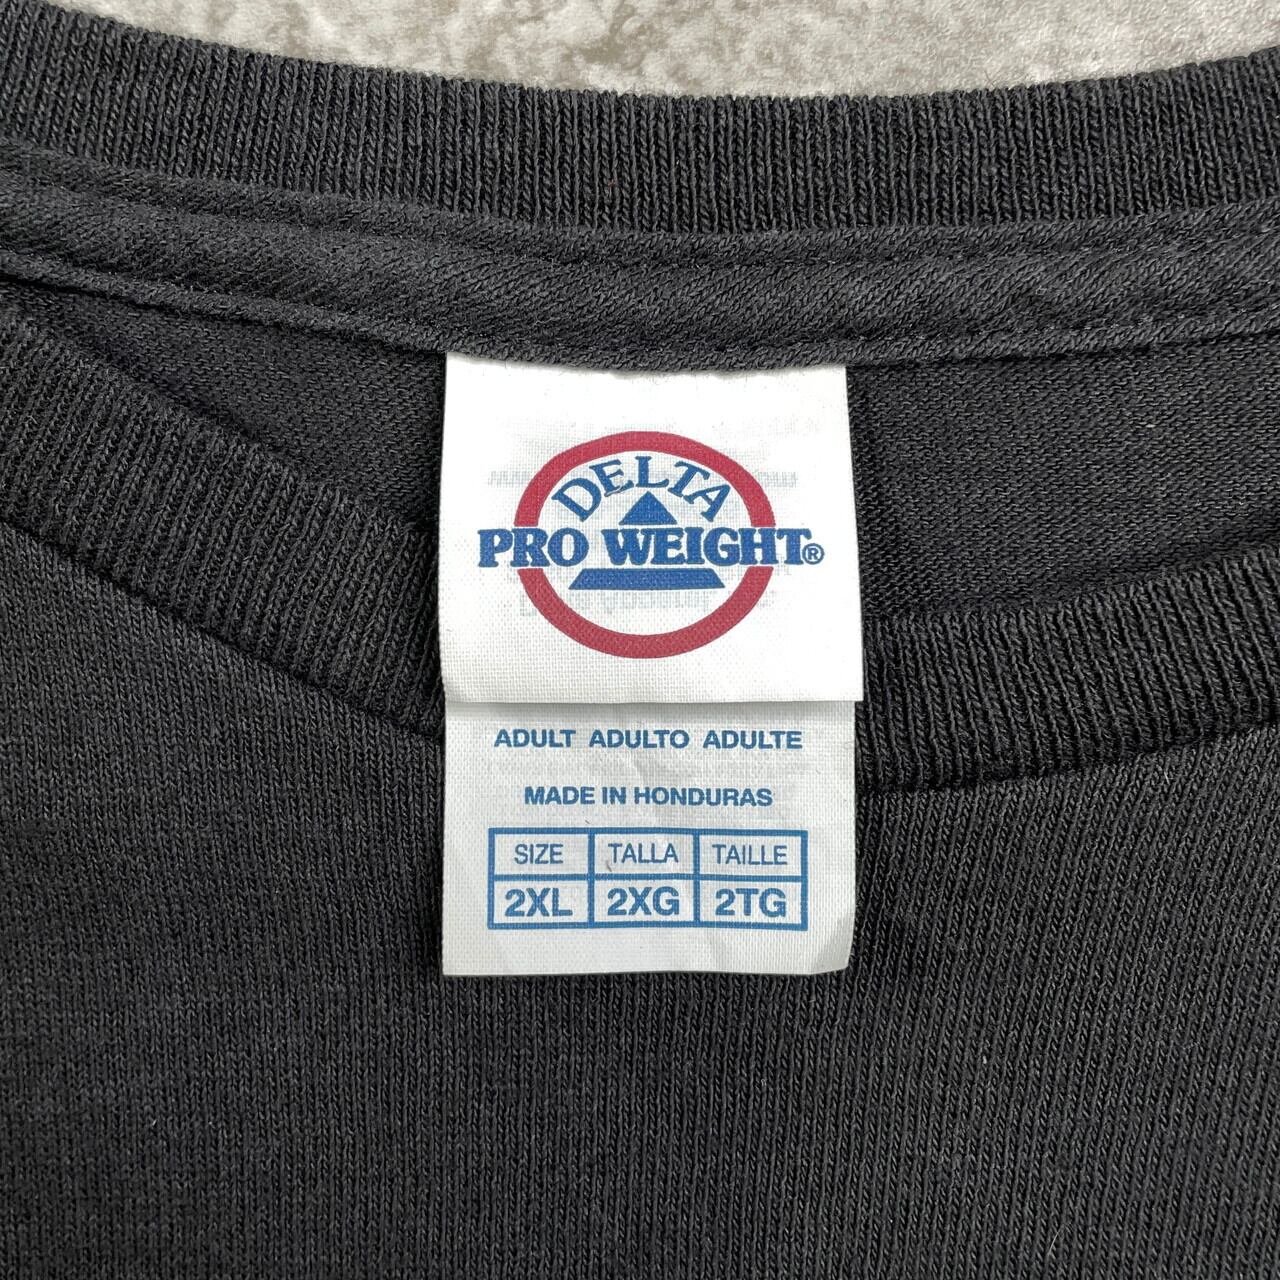 DELTA
PRO WEIGHT®
ADULT ADULTO ADULTE
MADE IN HONDURAS
SIZE TALLA TAILLE
2XL 2XG 2TG